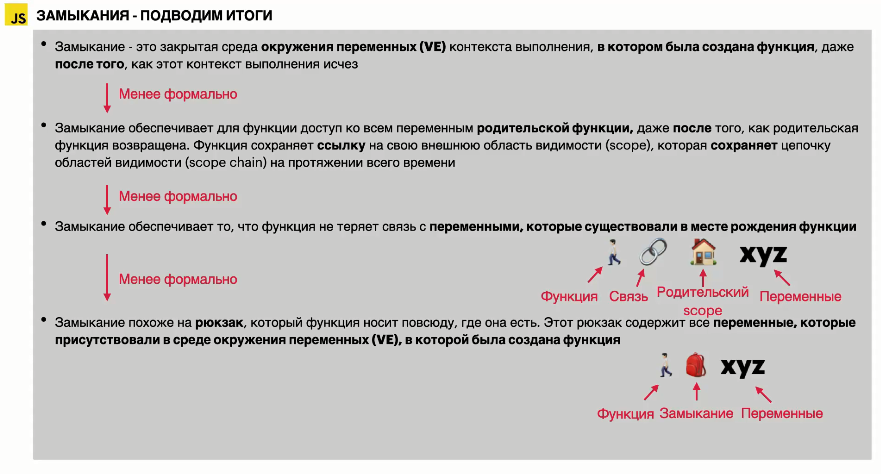 JS ЗАМЫКАНИЯ - ПОДВОДИМ ИТОГИ
• Замыкание - это закрытая среда окружения переменных (VE) контекста выполнения, в котором была создана функция, даже
после того, как этот контекст выполнения исчез
Менее формально
• Замыкание обеспечивает для функции доступ ко всем переменным родительской функции, даже после того, как родительская
функция возвращена. Функция сохраняет ссылку на свою внешнюю область видимости (scope), которая сохраняет цепочку
областей видимости (scope chain) на протяжении всего времени
Менее формально
• Замыкание обеспечивает то, что функция не теряет связь с переменными, которые существовали в месте рождения функции
xyz
Менее формально
Функция Связь Родительский Переменные
scope
• Замыкание похоже на рюкзак, который функция носит повсюду, где она есть. Этот рюкзак содержит все переменные, которые
присутствовали в среде окружения переменных (VE), в которой была создана функция
xyz
Функция Замыкание Переменные